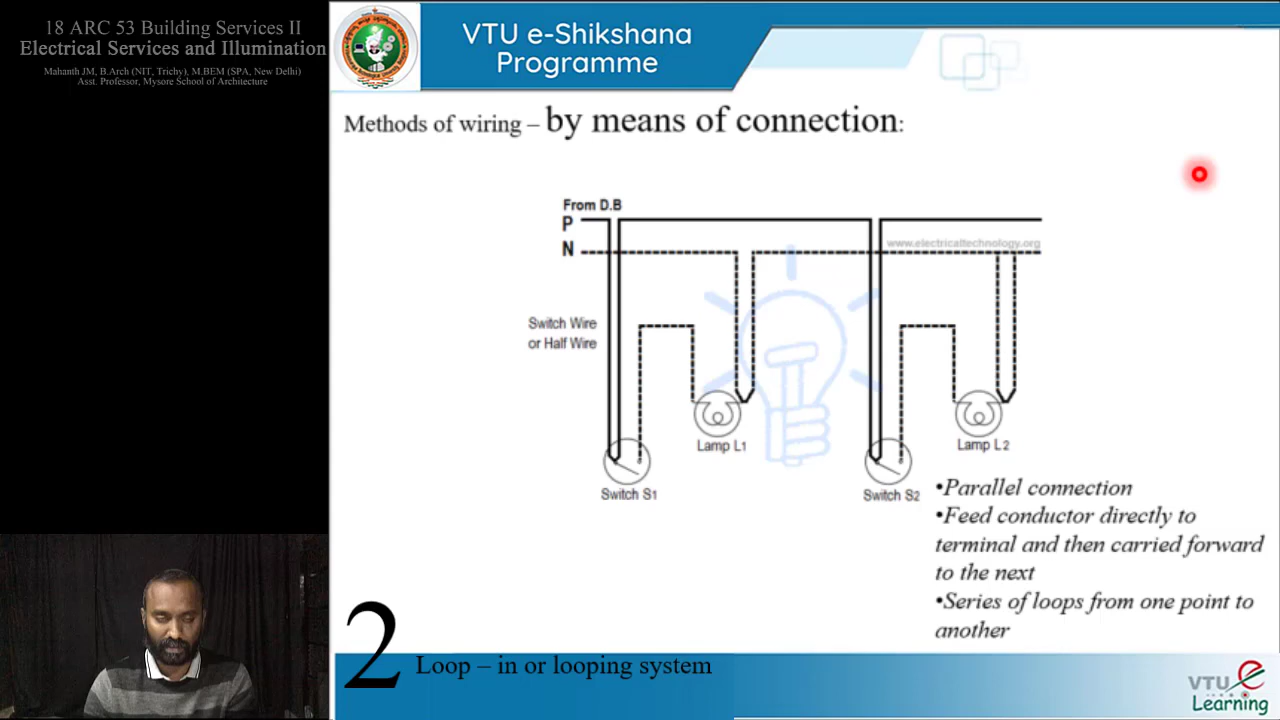 18 ARC 53 Building Services II
Electrical Services and Illumination
Mahanth JM, B.Arch (NIT, Trichy), M.BEM (SPA, New Delhi)
Asst. Professor, Mysore School of Architecture
VTU e-Shikshana
Programme
Methods of wiring – by means of connection:
From D.B
P
www.electricaltechnology.org
N
Switch Wire
or Half Wire
Lamp L1
Lamp L2
Switch S1
Switch S2
•Parallel connection
•Feed conductor directly to
terminal and then carried forward
to the next
•Series of loops from one point to
another
2 Loop – in or looping system
VTU e
Learning